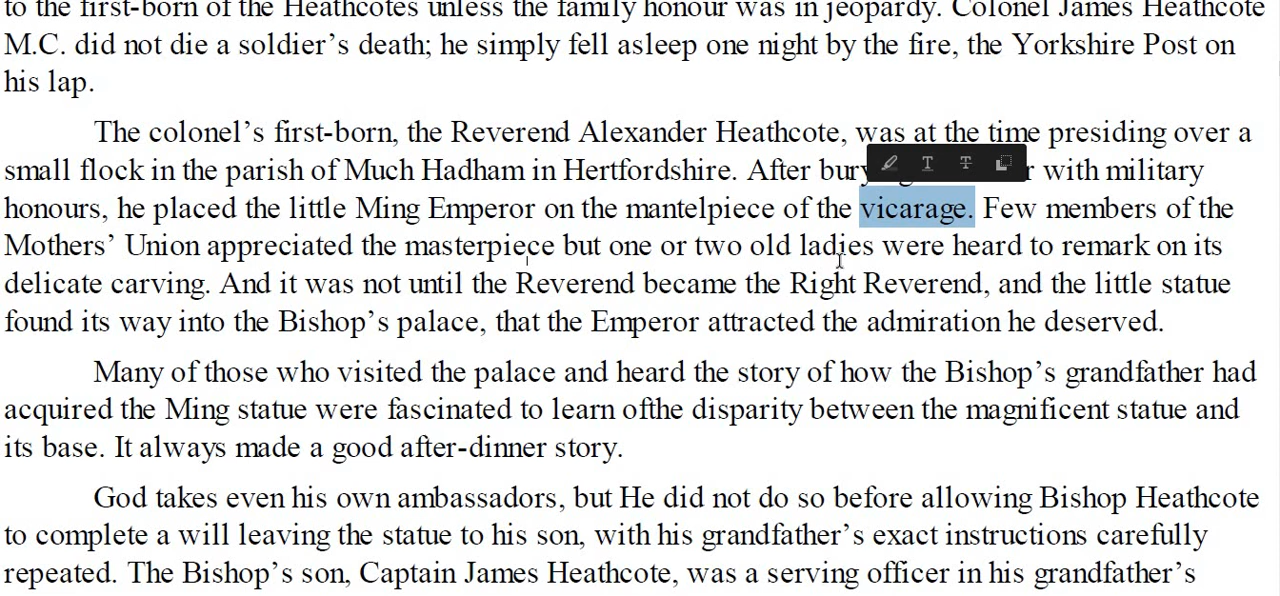 to the first-born of the Heathcotes unless the family honour was in jeopardy. Colonel James Heathcote
M.C. did not die a soldier’s death; he simply fell asleep one night by the fire, the Yorkshire Post on
his lap.
The colonel’s first-born, the Reverend Alexander Heathcote, was at the time presiding over a
small flock in the parish of Much Hadham in Hertfordshire. After with military
honours, he placed the little Ming Emperor on the mantelpiece of the vicarage. Few members of the
Mothers’ Union appreciated the masterpiece but one or two old ladies were heard to remark on its
delicate carving. And it was not until the Reverend became the Right Reverend, and the little statue
found its way into the Bishop’s palace, that the Emperor attracted the admiration he deserved.
Many of those who visited the palace and heard the story of how the Bishop’s grandfather had
acquired the Ming statue were fascinated to learn ofthe disparity between the magnificent statue and
its base. It always made a good after-dinner story.
God takes even his own ambassadors, but He did not do so before allowing Bishop Heathcote
to complete a will leaving the statue to his son, with his grandfather’s exact instructions carefully
repeated. The Bishop’s son, Captain James Heathcote, was a serving officer in his grandfather’s